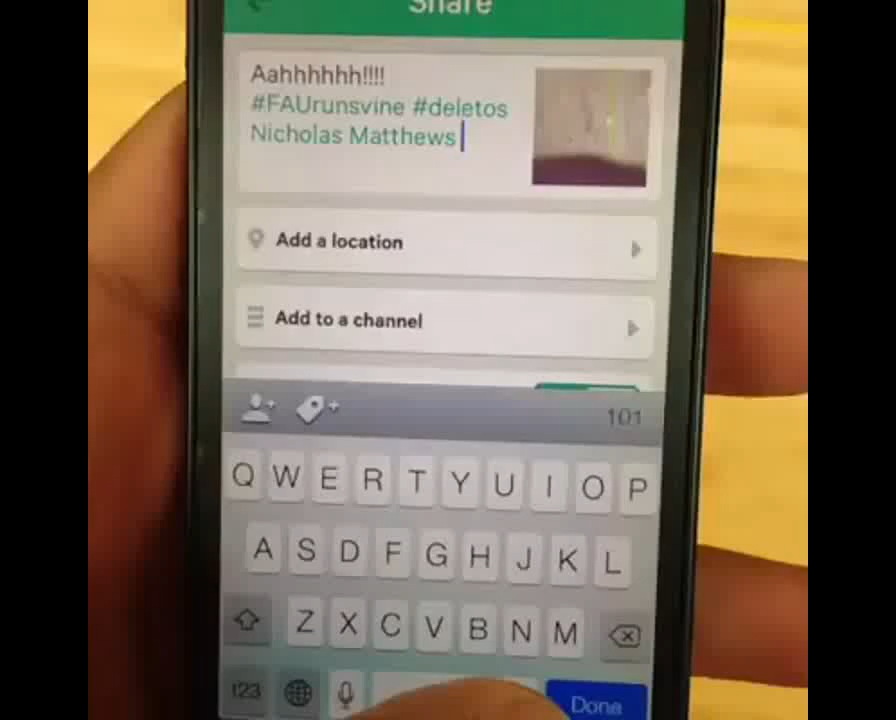 Share
Aahhhhhh!!!!
#FAUrunsvine #deletos
Nicholas Matthews
Add a location
Add to a channel
101
Q W E R T Y U I O P
A S D F G H J K L
Z X C V B N M
123 Done